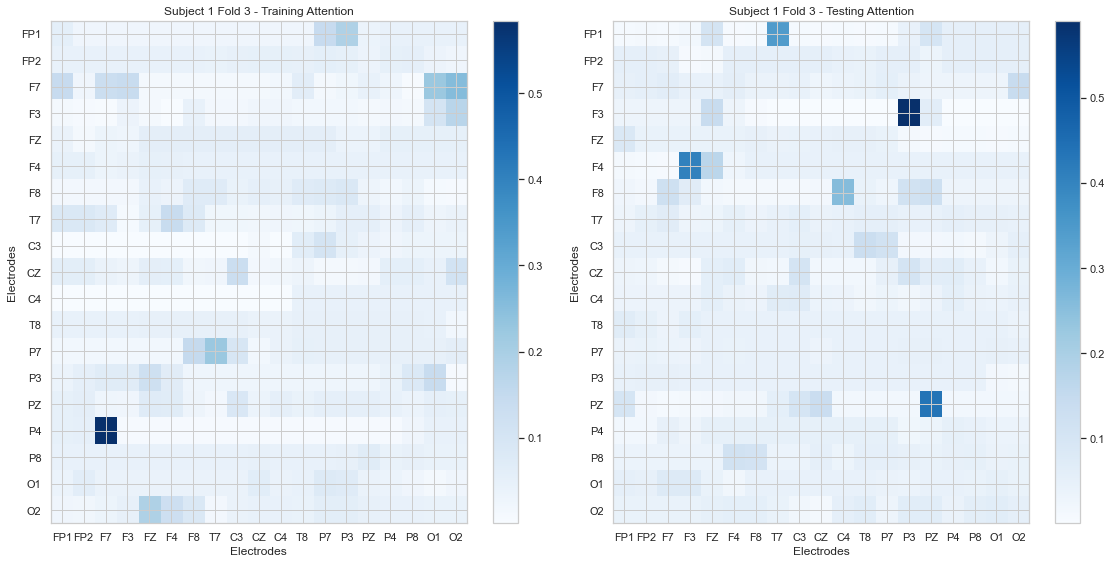 Subject 1 Fold 3 - Training Attention
FP1
FP2
F7
F3
FZ
F4
F8
T7
C3
CZ
C4
T8
P7
P3
PZ
P4
P8
O1
O2
Electrodes
FP1 FP2 F7 F3 FZ F4 F8 T7 C3 CZ C4 T8 P7 P3 PZ P4 P8 O1 O2
Electrodes
0.5
0.4
0.3
0.2
0.1
Subject 1 Fold 3 - Testing Attention
FP1
FP2
F7
F3
FZ
F4
F8
T7
C3
CZ
C4
T8
P7
P3
PZ
P4
P8
O1
O2
Electrodes
FP1 FP2 F7 F3 FZ F4 F8 T7 C3 CZ C4 T8 P7 P3 PZ P4 P8 O1 O2
Electrodes
0.5
0.4
0.3
0.2
0.1